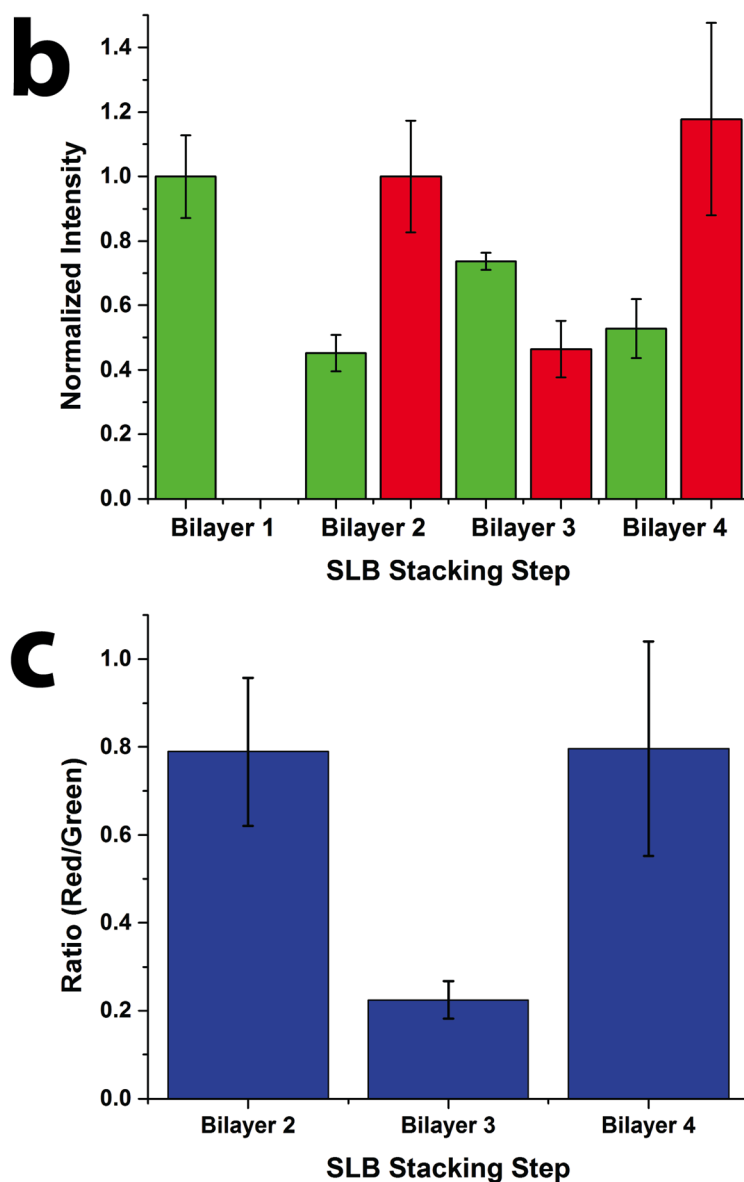 b
Normalized Intensity
1.4
1.2
1.0
0.8
0.6
0.4
0.2
0.0
Bilayer 1 Bilayer 2 Bilayer 3 Bilayer 4
SLB Stacking Step
c
Ratio (Red/Green)
1.0
0.8
0.6
0.4
0.2
0.0
Bilayer 2 Bilayer 3 Bilayer 4
SLB Stacking Step